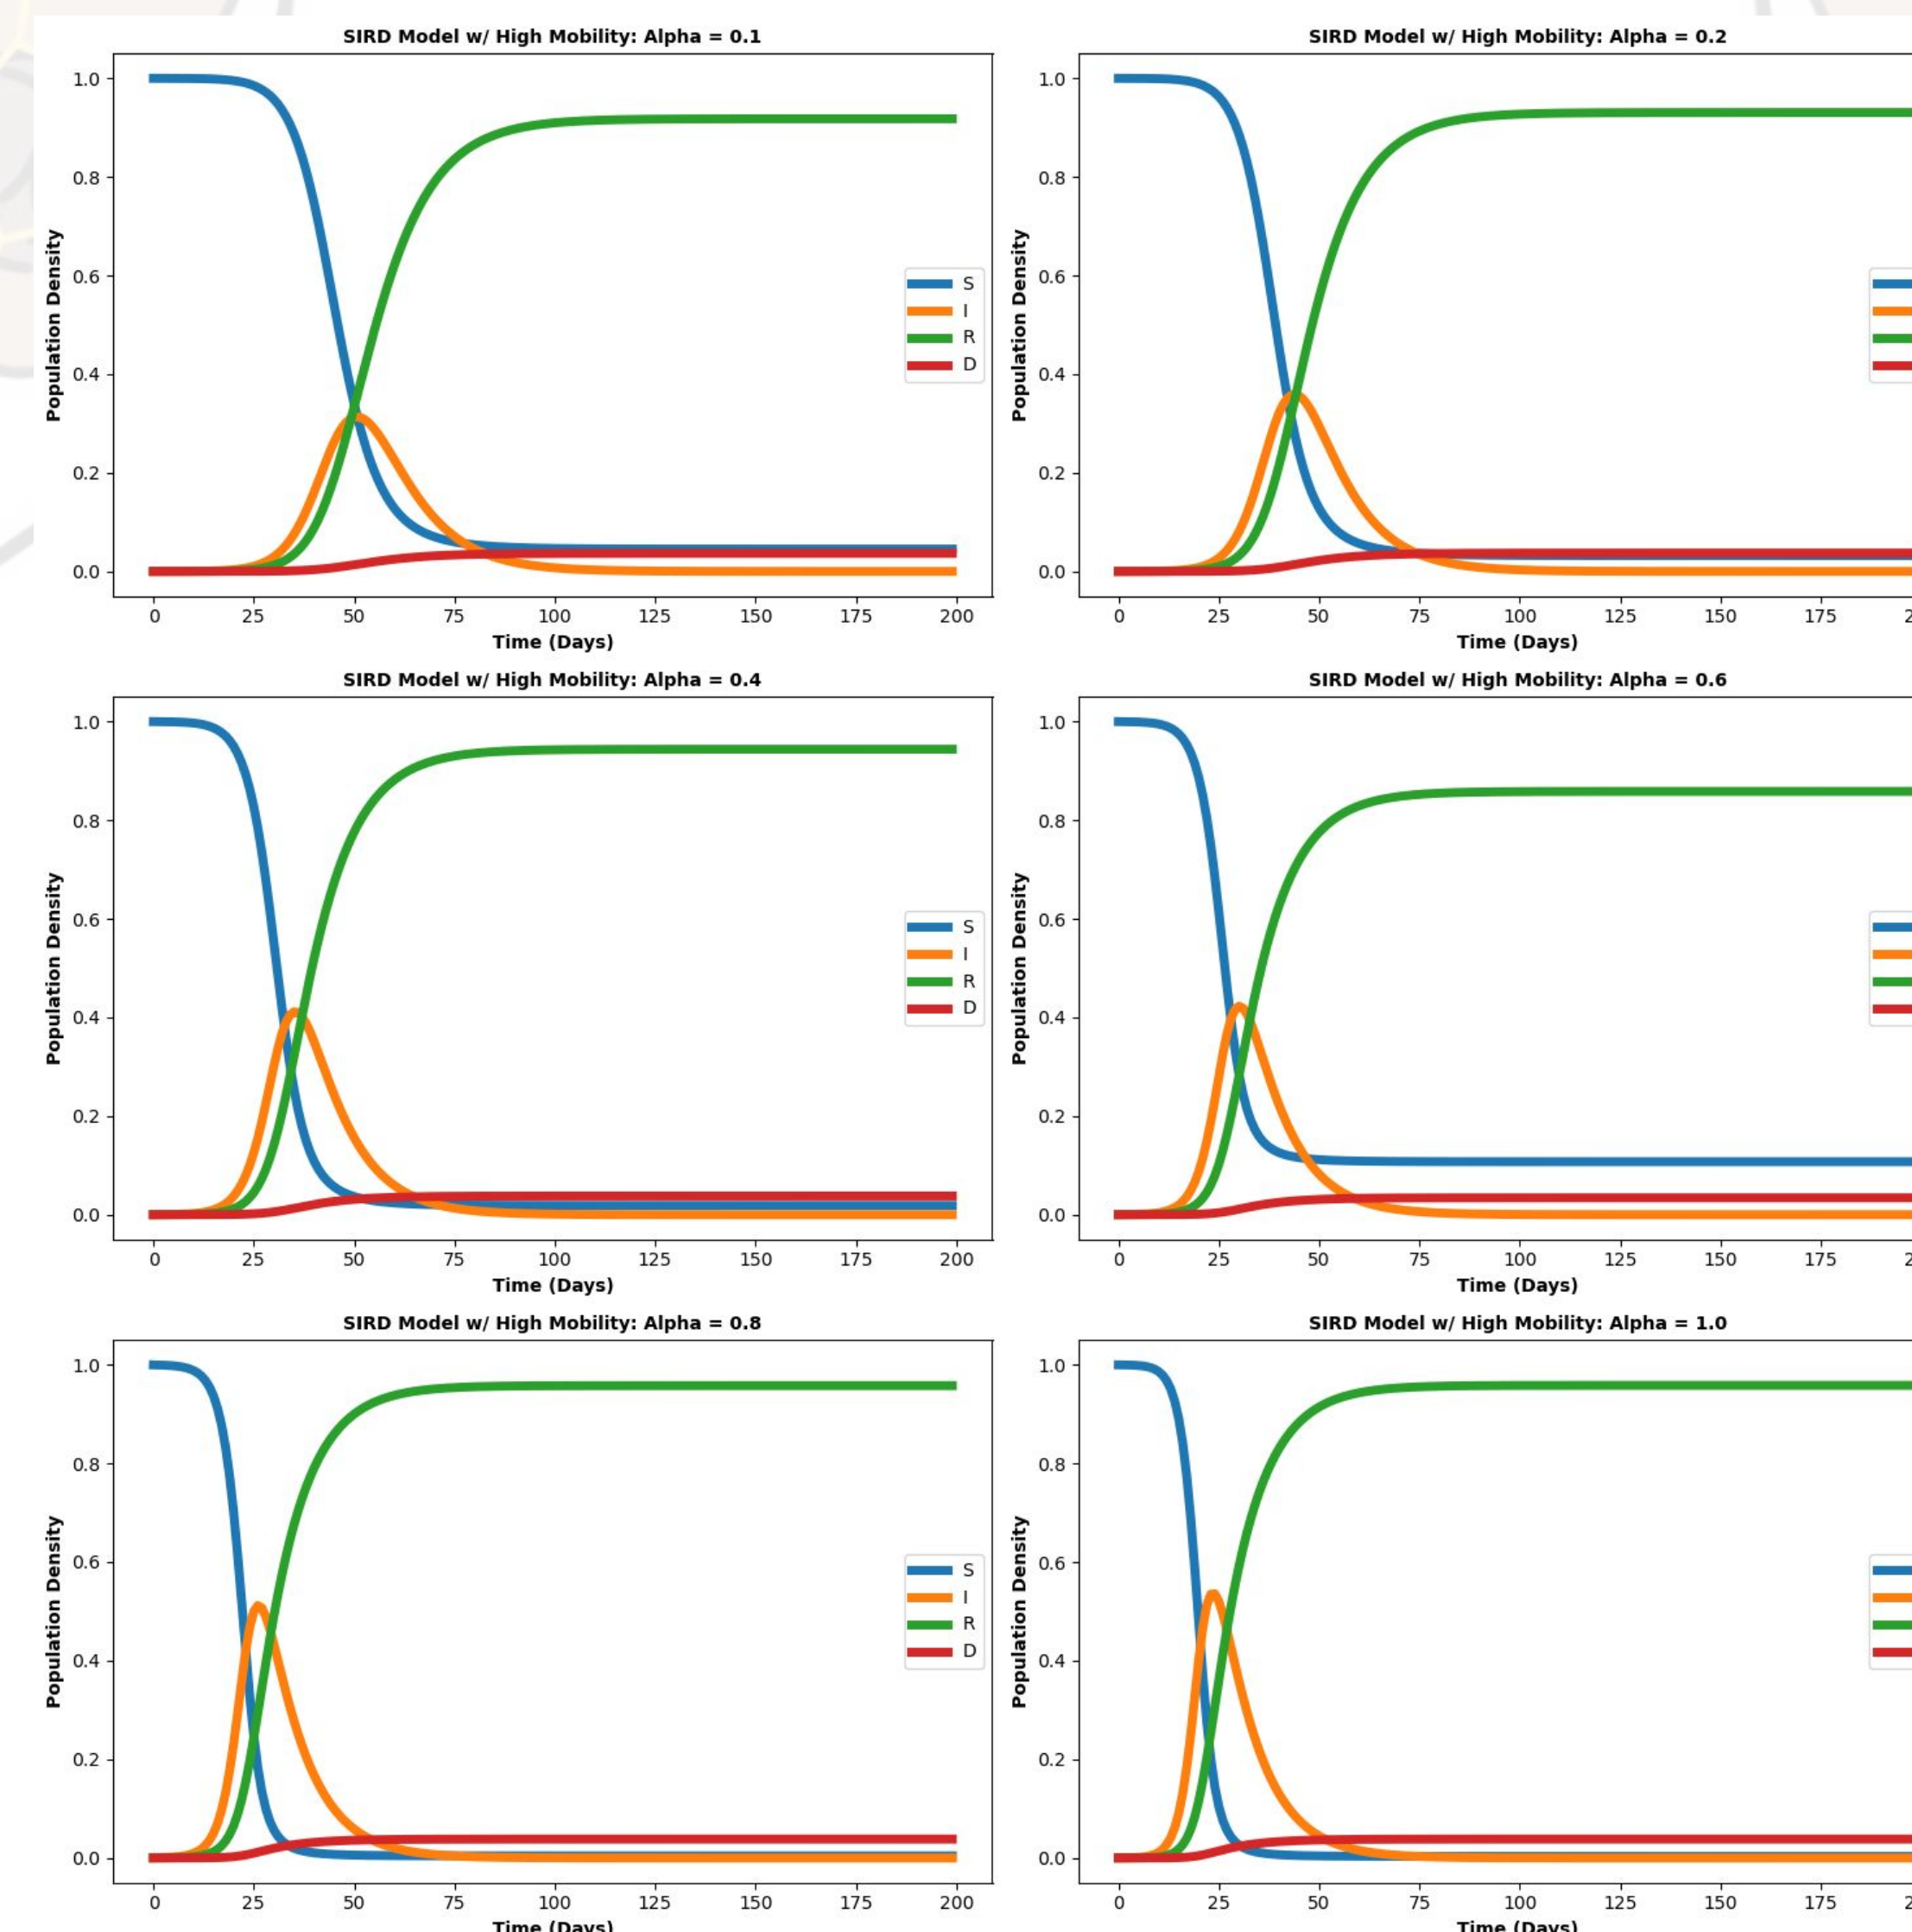 SIRD Model w/ High Mobility: Alpha = 0.1
1.0
0.8
0.6
0.4
0.2
0.0
Population Density
S
I
R
D
0 25 50 75 100 125 150 175 200
Time (Days)
SIRD Model w/ High Mobility: Alpha = 0.2
1.0
0.8
0.6
0.4
0.2
0.0
Population Density
0 25 50 75 100 125 150 175
Time (Days)
SIRD Model w/ High Mobility: Alpha = 0.4
1.0
0.8
0.6
0.4
0.2
0.0
Population Density
S
I
R
D
0 25 50 75 100 125 150 175 200
Time (Days)
SIRD Model w/ High Mobility: Alpha = 0.6
1.0
0.8
0.6
0.4
0.2
0.0
Population Density
0 25 50 75 100 125 150 175
Time (Days)
SIRD Model w/ High Mobility: Alpha = 0.8
1.0
0.8
0.6
0.4
0.2
0.0
Population Density
S
I
R
D
0 25 50 75 100 125 150 175 200
Time (Days)
SIRD Model w/ High Mobility: Alpha = 1.0
1.0
0.8
0.6
0.4
0.2
0.0
Population Density
0 25 50 75 100 125 150 175
Time (Days)